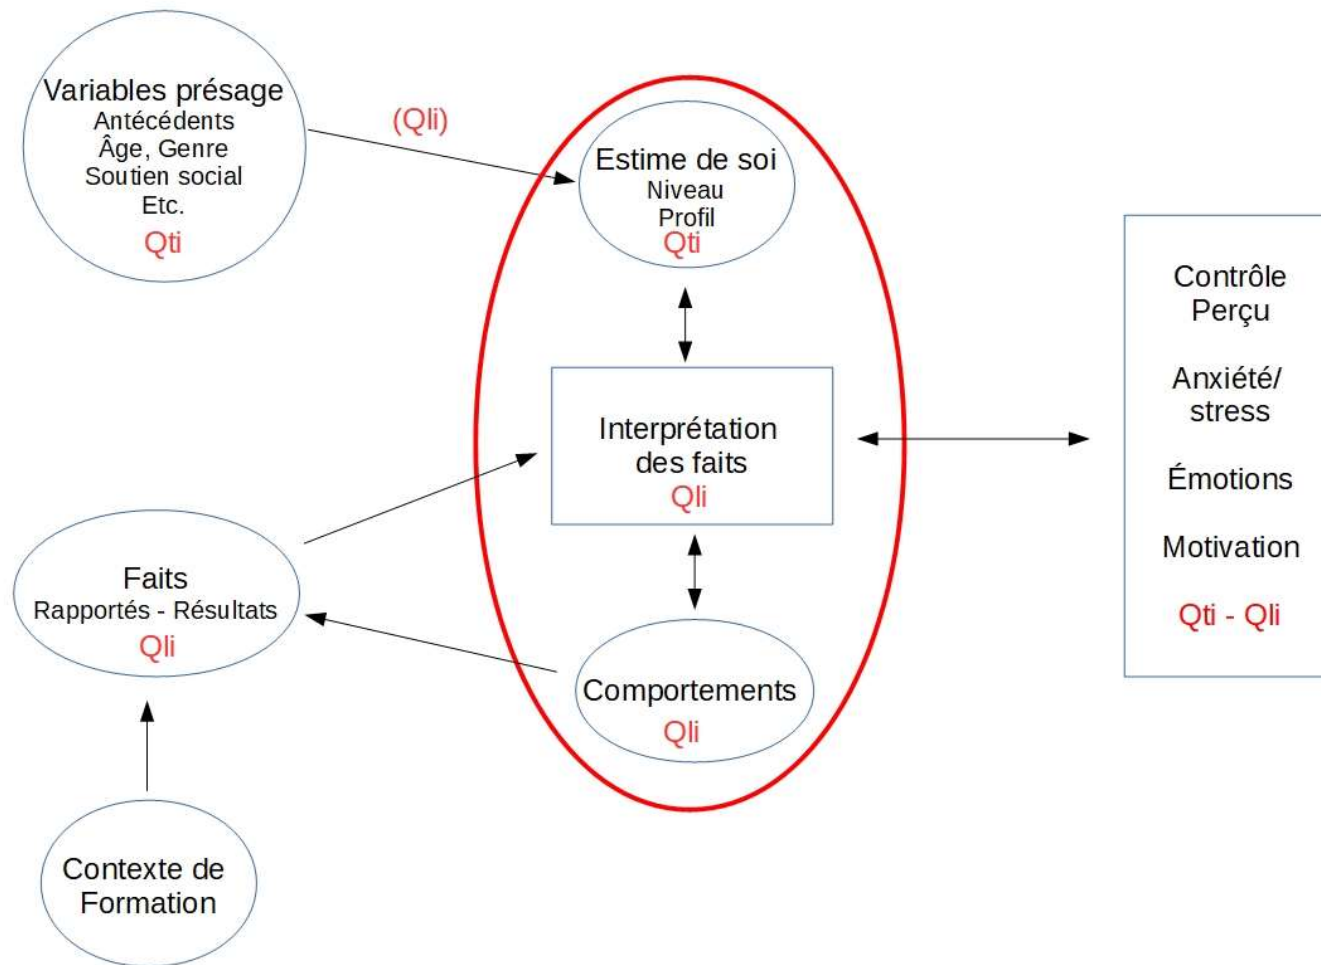 Variables présage
Antécédents
Âge, Genre
Soutien social
Etc.
Qti
(Qli)
Estime de soi
Niveau
Profil
Qti
Interprétation
des faits
Qli
Contrôle
Perçu
Anxiété/
stress
Émotions
Motivation
Qti - Qli
Faits
Rapportés - Résultats
Qli
Comportements
Qli
Contexte de
Formation